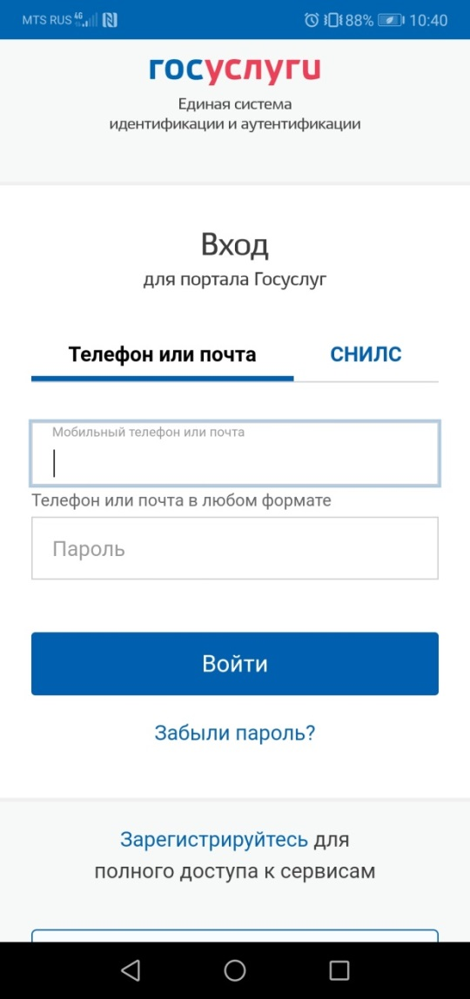 MTS RUS 4G 88% 10:40
госуслуги
Единая система
идентификации и аутентификации
Вход
для портала Госуслуг
Телефон или почта СНИЛС
Мобильный телефон или почта
Телефон или почта в любом формате
Пароль
Войти
Забыли пароль?
Зарегистрируйтесь для
полного доступа к сервисам